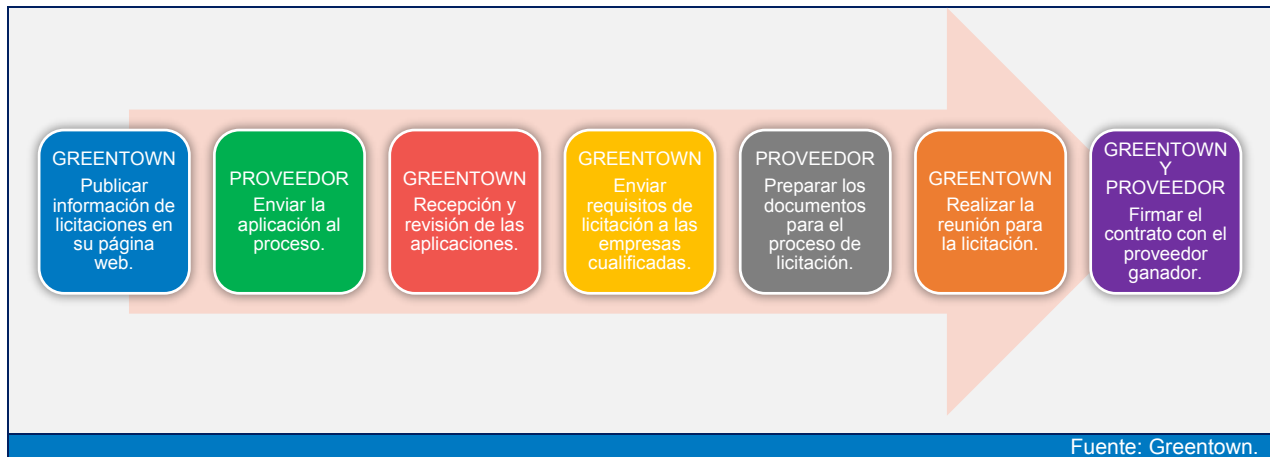 GREENTOWN
Publicar
información de
licitaciones en
su página
web.
PROVEEDOR
Enviar la
aplicación al
proceso.
GREENTOWN
Recepción y
revisión de las
aplicaciones.
GREENTOWN
Enviar
requisitos de
licitación a las
empresas
cualificadas.
PROVEEDOR
Preparar los
documentos
para el
proceso de
licitación.
GREENTOWN
Realizar la
reunión para
la licitación.
GREENTOWN
Y
PROVEEDOR
Firmar el
contrato con el
proveedor
ganador.
Fuente: Greentown.